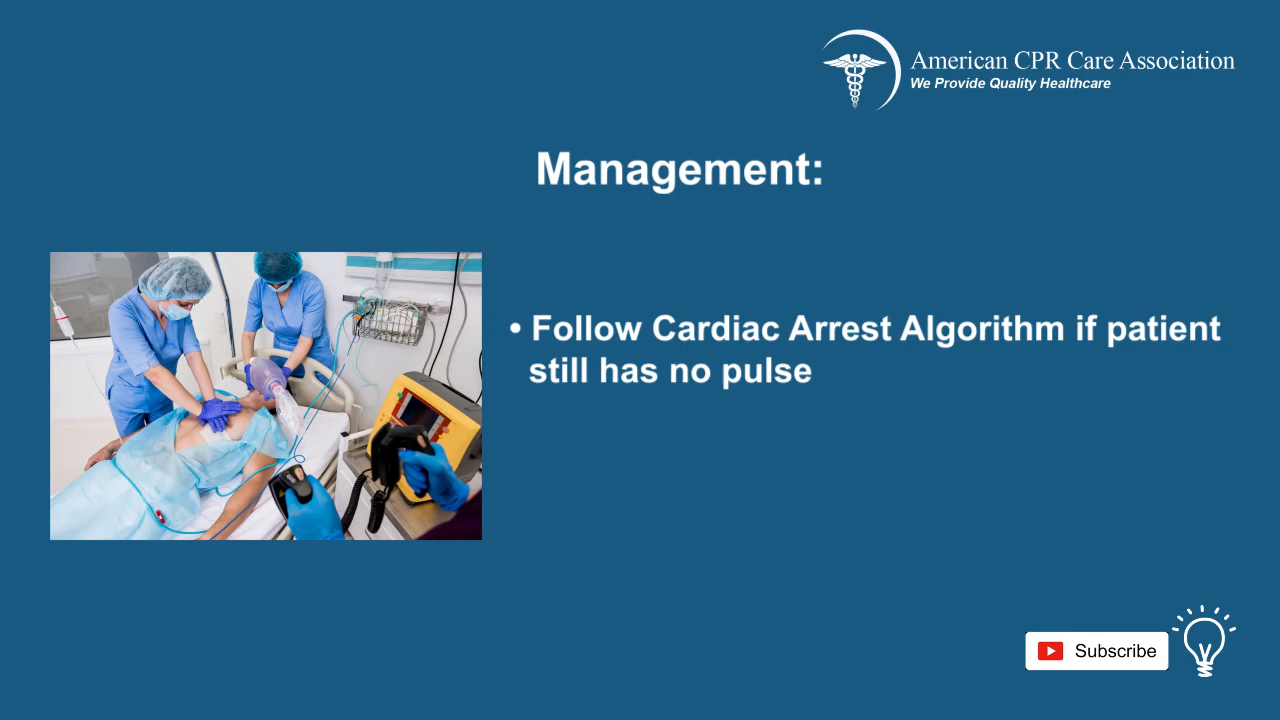 American CPR Care Association
We Provide Quality Healthcare
Management:
• Follow Cardiac Arrest Algorithm if patient
still has no pulse
Subscribe